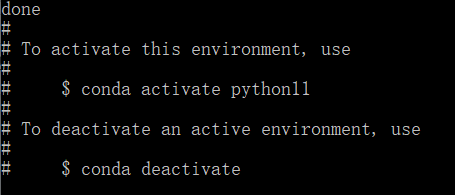 done
#
# To activate this environment, use
#
#     $ conda activate python11
#
# To deactivate an active environment, use
#
#     $ conda deactivate